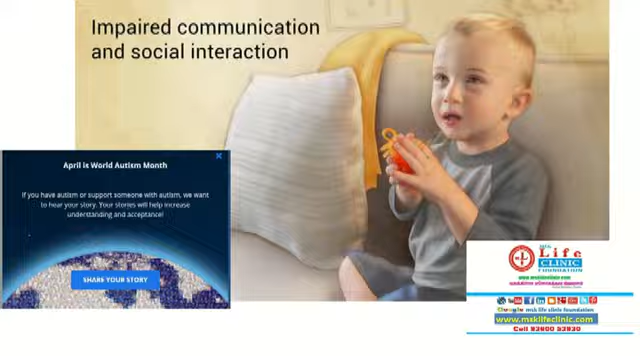 Impaired communication
and social interaction
April is World Autism Month
If you have autism or support someone with autism, we want
to hear your story. Your stories will help increase
understanding and acceptance!
SHARE YOUR STORY
Life
CLINIC
FOUNDATION
Google msk life clinic foundation
www.msklifeclinic.com